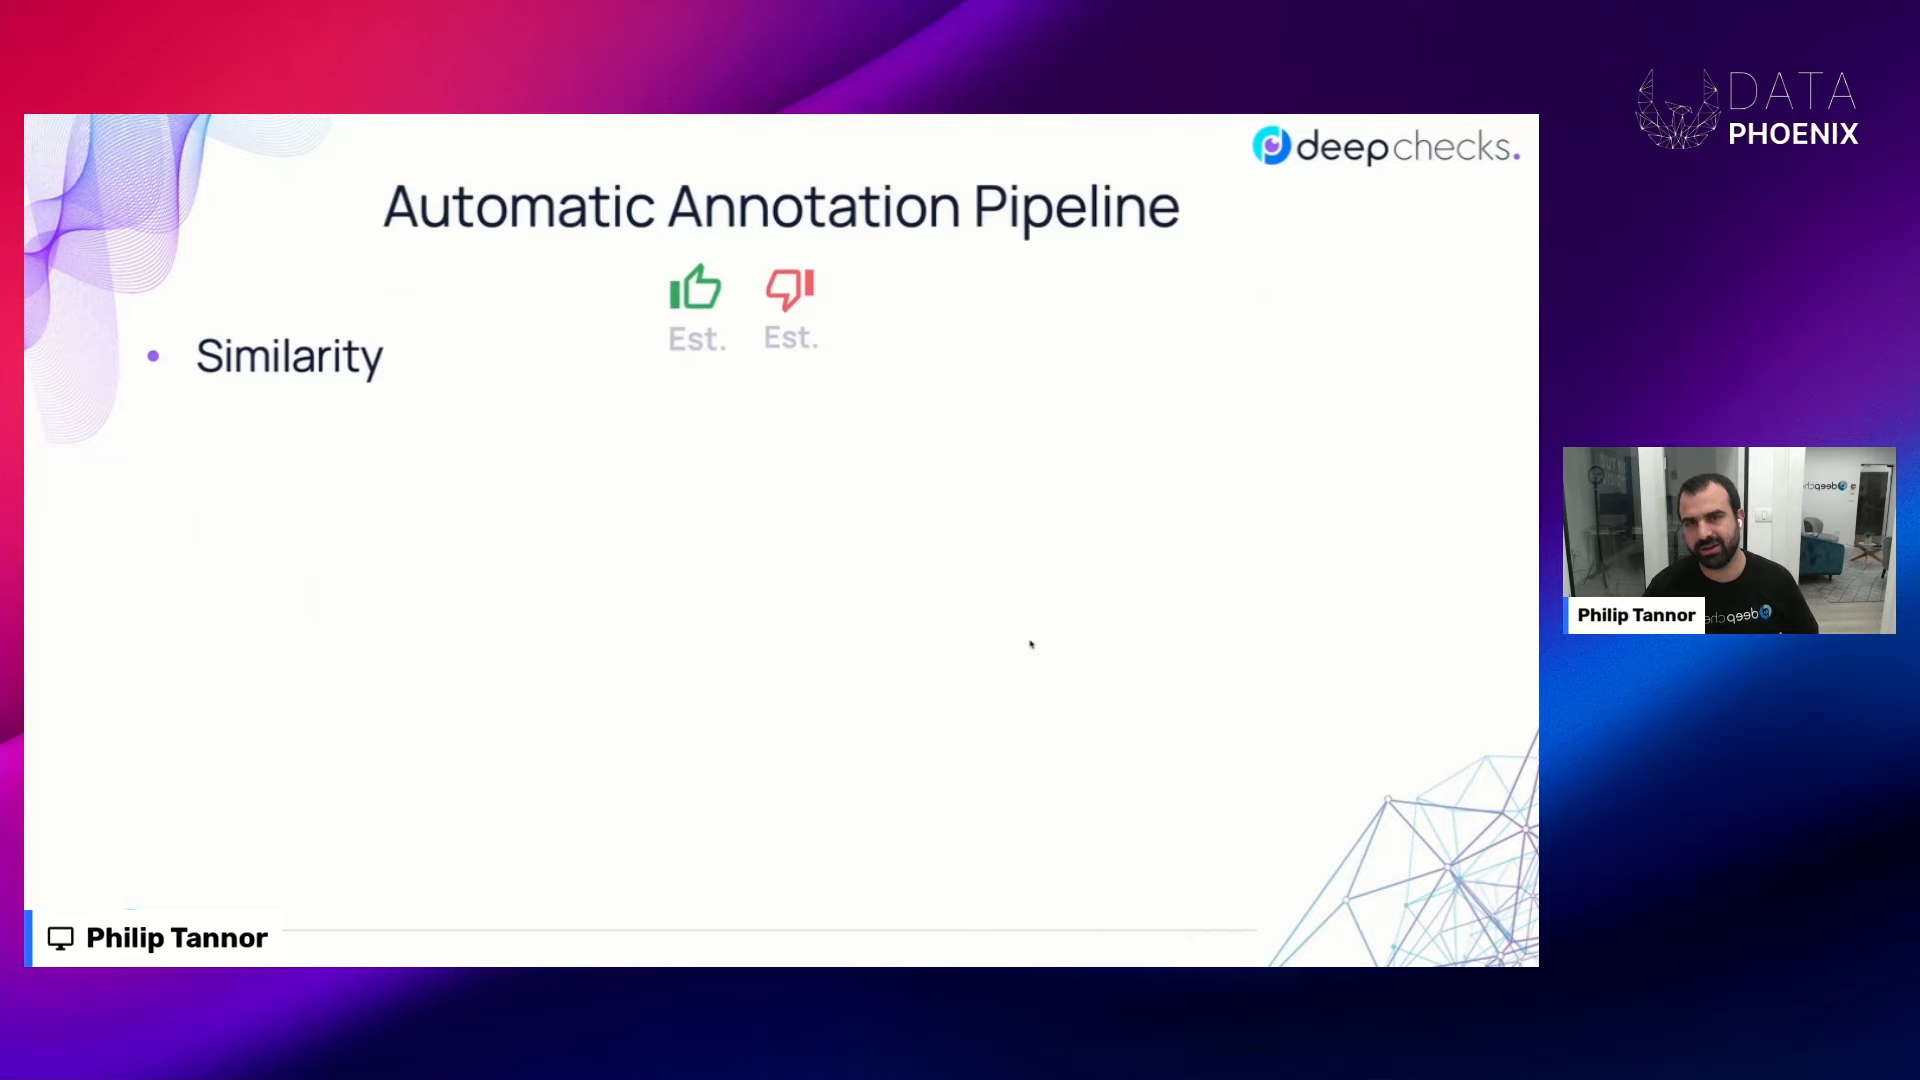 DATA
PHOENIX
deepchecks.
Automatic Annotation Pipeline
Est. Est.
• Similarity
Philip Tannor
Philip Tannor